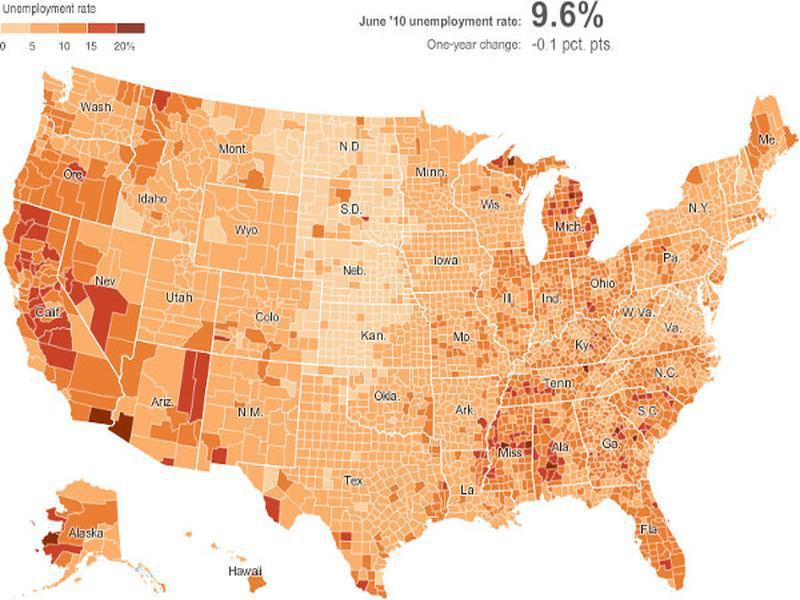 Unemployment rate
0 5 10 15 20%
June '10 unemployment rate: 9.6%
One-year change: -0.1 pct. pts.
Wash.
Mont.
N.D.
Minn.
Me.
Ore.
Idaho
S.D.
Wis.
Mich.
N.Y.
Wyo.
Neb.
Iowa
Pa.
Nev.
Utah
Colo.
Ill.
Ind.
Ohio
Calif.
Kan.
Mo.
W.Va.
Va.
Ky.
Ariz.
N.M.
Okla.
Ark.
Tenn.
N.C.
S.C.
Miss.
Ala.
Ga.
Tex.
La.
Fla.
Alaska
Hawaii